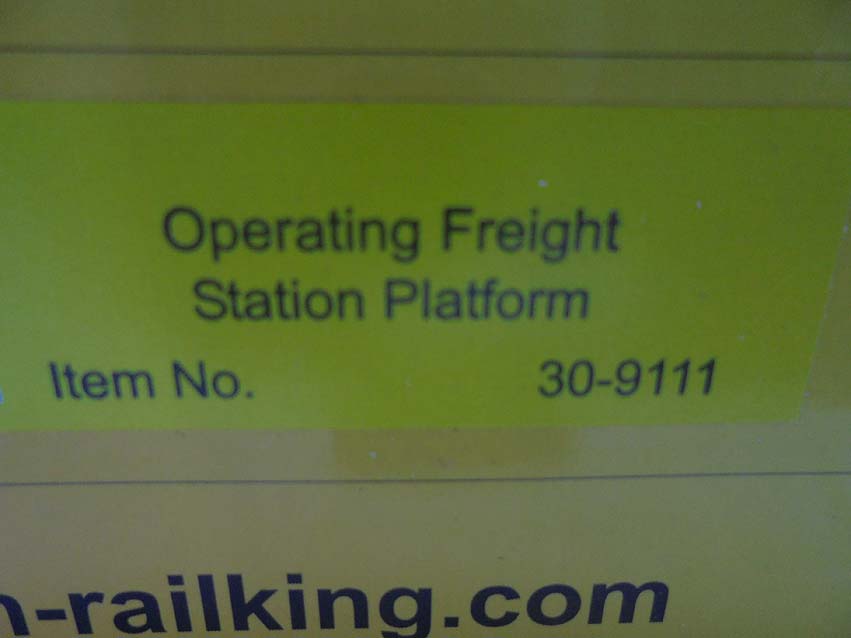 Operating Freight
Station Platform
Item No. 30-9111
-railking.com